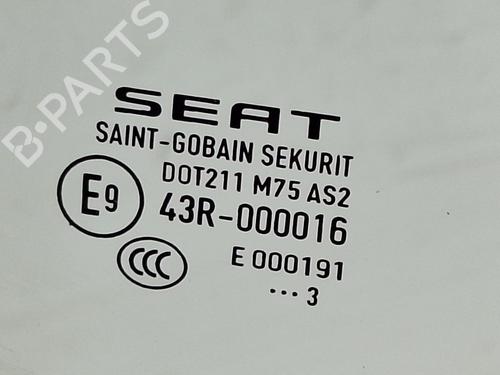 B-PARTS
SEAT
SAINT-GOBAIN SEKURIT
DOT211 M75 AS2
E9 43R-000016
CCC E 000191
... 3